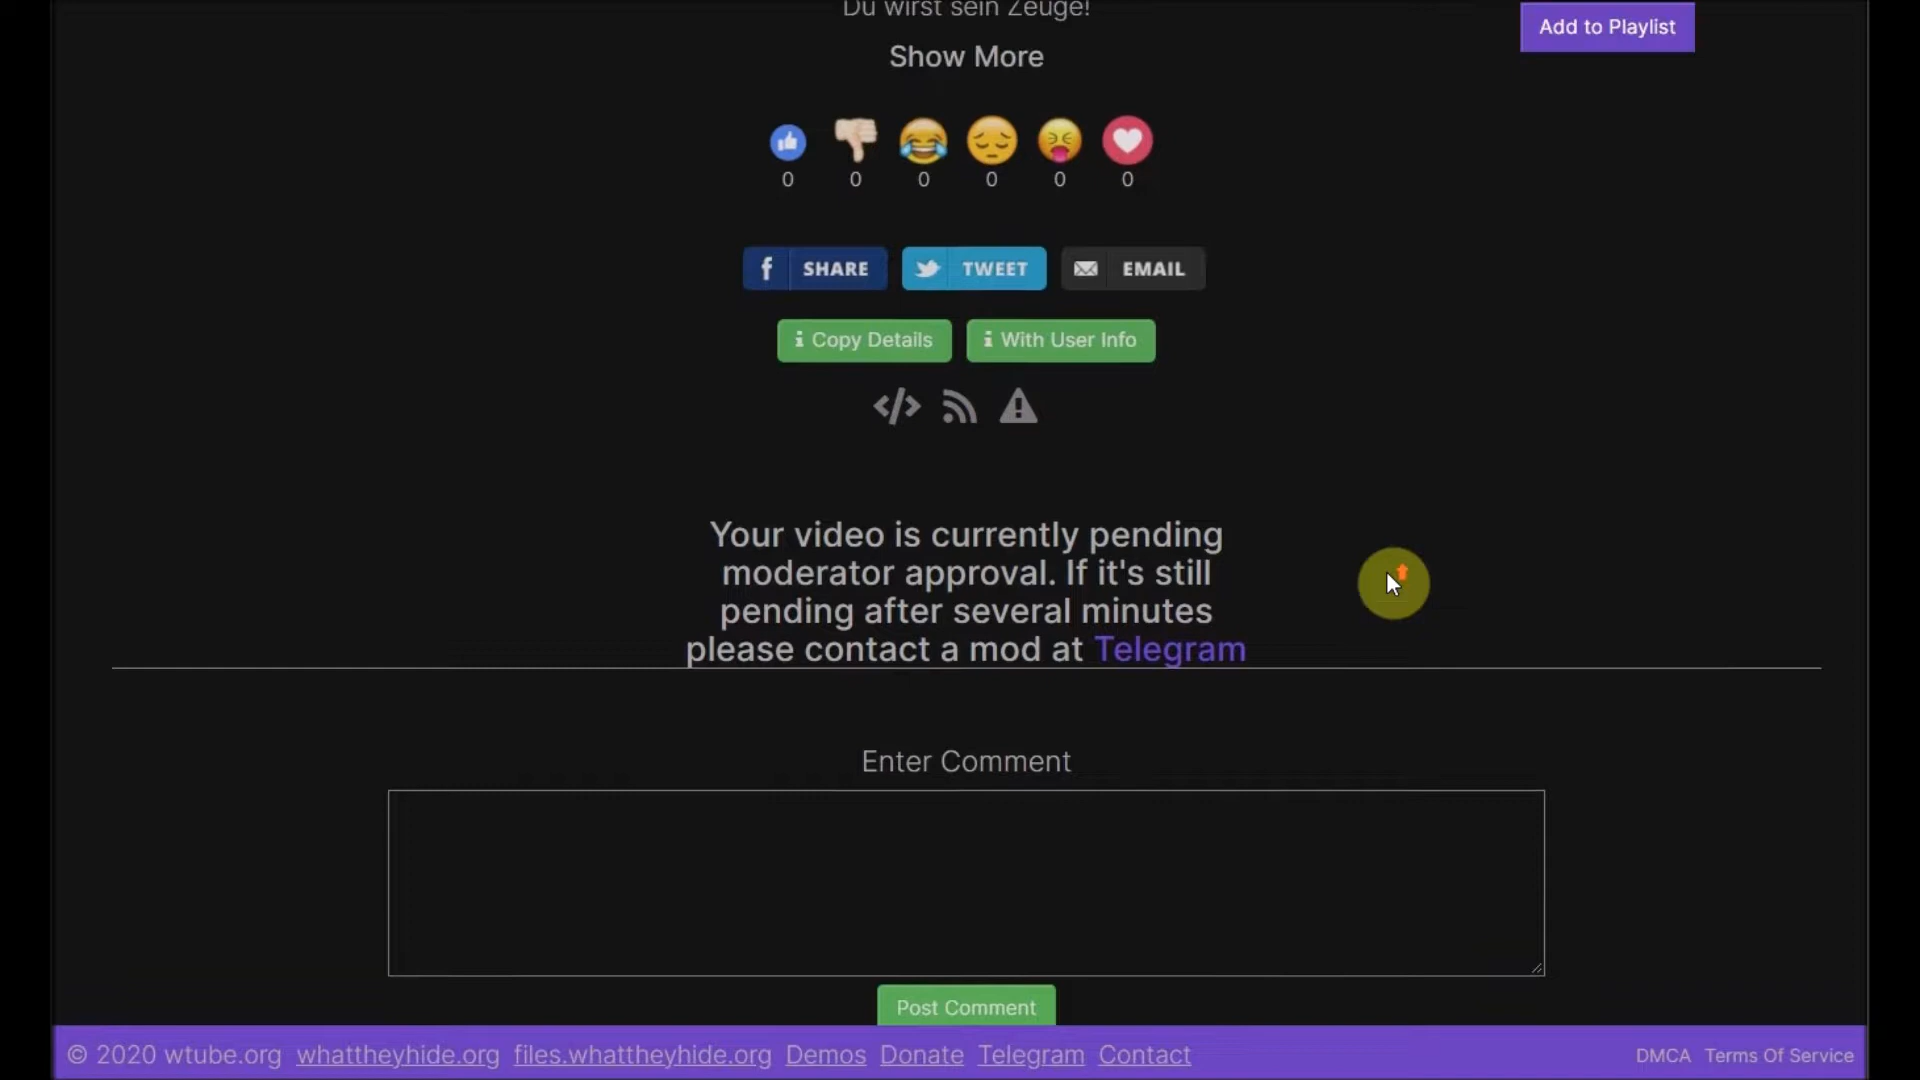 Du wirst sein Zeuge!
Add to Playlist
Show More
0 0 0 0 0 0
f SHARE TWEET EMAIL
i Copy Details i With User Info
</>
Your video is currently pending
moderator approval. If it's still
pending after several minutes
please contact a mod at Telegram
Enter Comment
Post Comment
© 2020 wtube.org whattheyhide.org files.whattheyhide.org Demos Donate Telegram Contact DMCA Terms Of Service